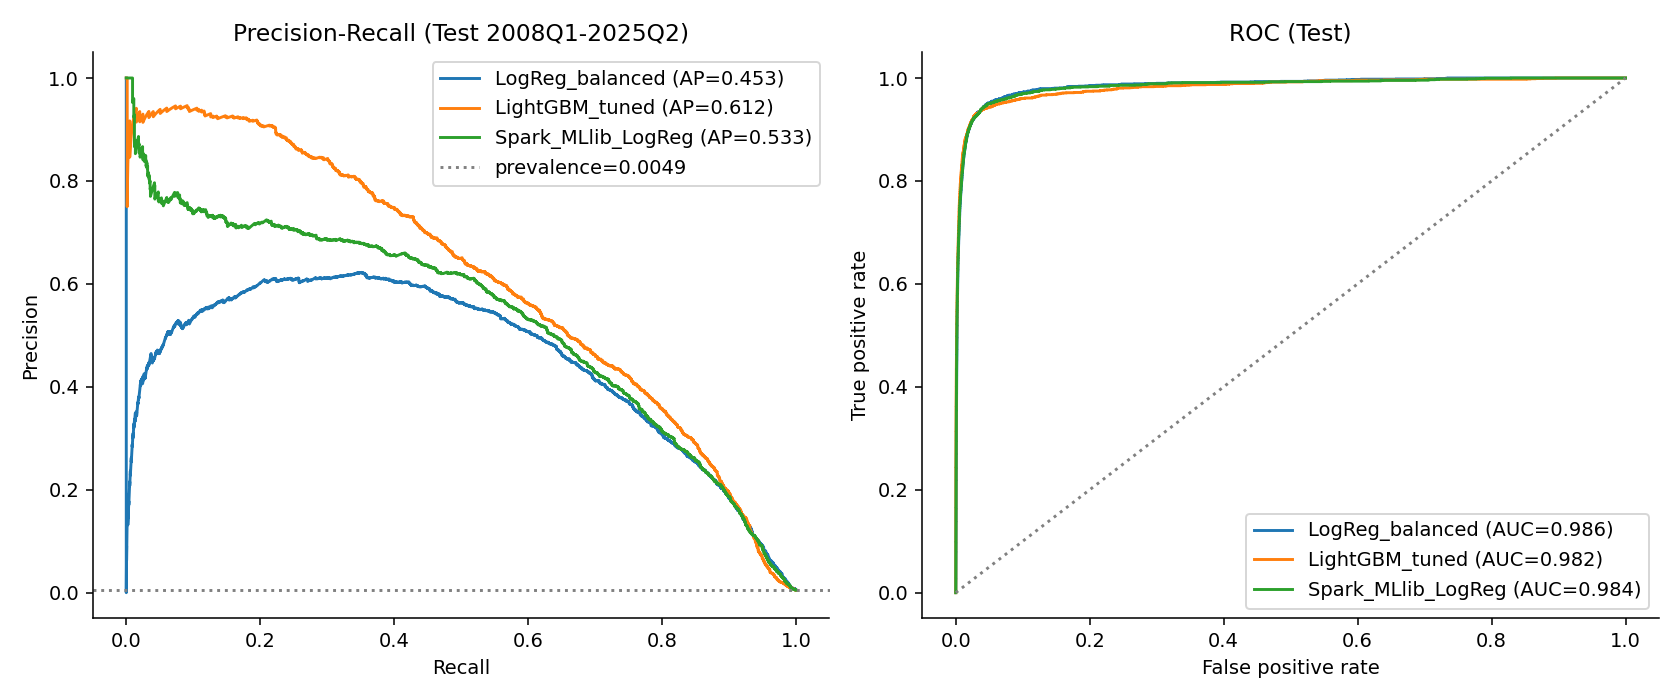 Precision-Recall (Test 2008Q1-2025Q2)
LogReg_balanced (AP=0.453)
LightGBM_tuned (AP=0.612)
Spark_MLlib_LogReg (AP=0.533)
prevalence=0.0049
1.0
0.8
0.6
0.4
0.2
0.0
Precision
0.0 0.2 0.4 0.6 0.8 1.0
Recall
ROC (Test)
1.0
0.8
0.6
0.4
0.2
0.0
True positive rate
LogReg_balanced (AUC=0.986)
LightGBM_tuned (AUC=0.982)
Spark_MLlib_LogReg (AUC=0.984)
0.0 0.2 0.4 0.6 0.8 1.0
False positive rate